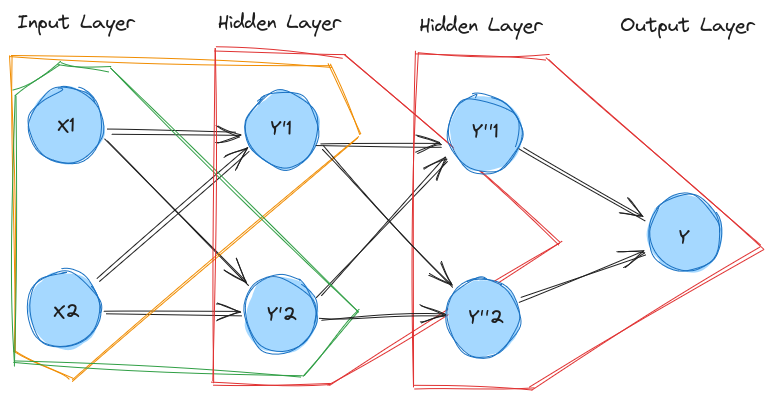 Input Layer
Hidden Layer
Hidden Layer
Output Layer
X1
Y'1
Y''1
Y
X2
Y'2
Y''2